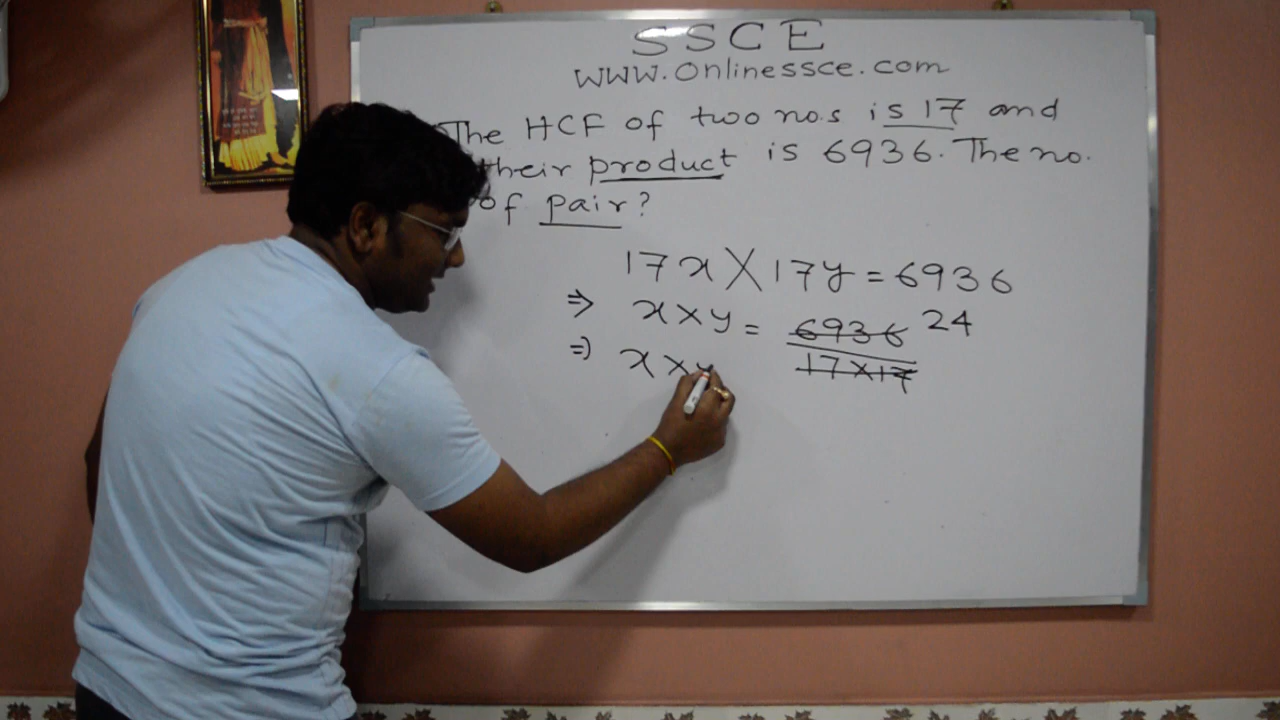 SSCE
WWW.Onlinessce.com
The HCF of two no.s is 17 and
their product is 6936. The no.
of pair?
17x X 17y = 6936
⇒ x × y = 6936 24
17×17
⇒ x × y